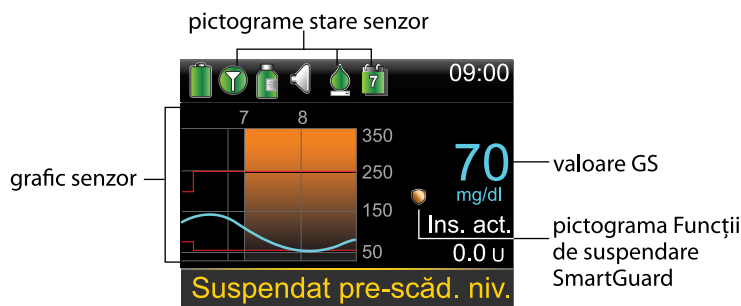 pictograme stare senzor
7
09:00
7 8
350
250
150
50
grafic senzor
70
mg/dl
valoare GS
Ins. act.
0.0 U
pictograma Funcții
de suspendare
SmartGuard
Suspendat pre-scăd. niv.